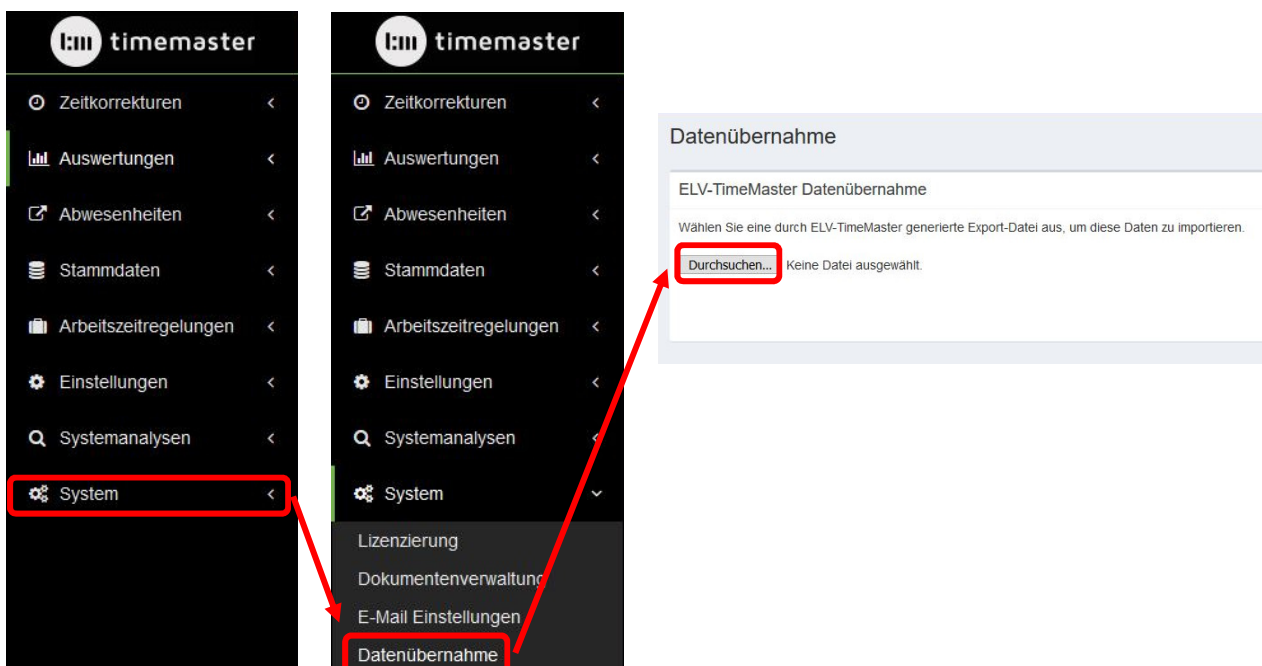 timemaster
Zeitkorrekturen
Auswertungen
Abwesenheiten
Stammdaten
Arbeitszeitregelungen
Einstellungen
Systemanalysen
System
timemaster
Zeitkorrekturen
Auswertungen
Abwesenheiten
Stammdaten
Arbeitszeitregelungen
Einstellungen
Systemanalysen
System
Lizenzierung
Dokumentenverwaltung
E-Mail Einstellungen
Datenübernahme
Datenübernahme
ELV-TimeMaster Datenübernahme
Wählen Sie eine durch ELV-TimeMaster generierte Export-Datei aus, um diese Daten zu importieren.
Durchsuchen... Keine Datei ausgewählt.